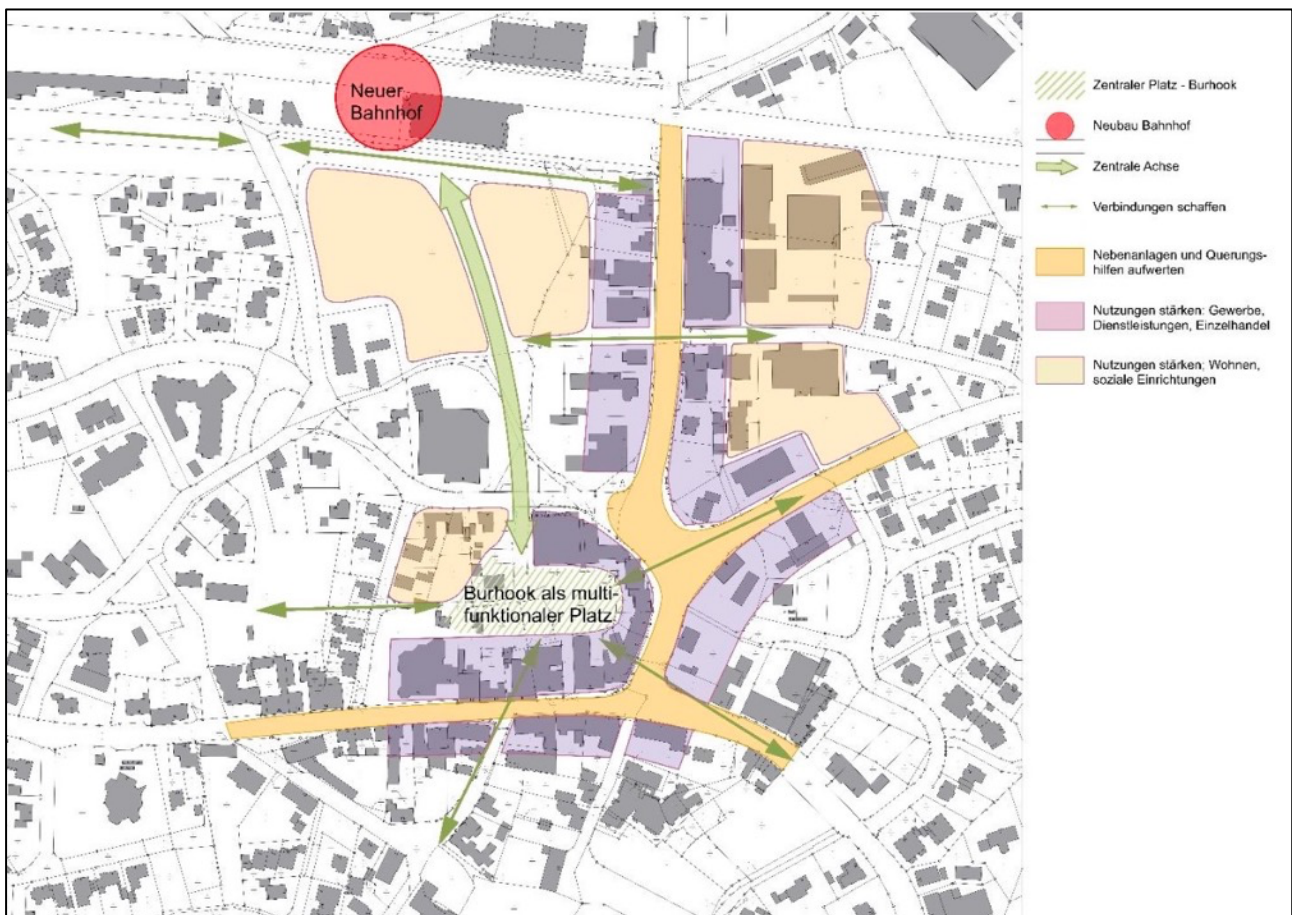 Neuer
Bahnhof
Burhook als multi-
funktionaler Platz
Zentraler Platz - Burhook
Neubau Bahnhof
Zentrale Achse
Verbindungen schaffen
Nebenanlagen und Querungs-
hilfen aufwerten
Nutzungen stärken: Gewerbe,
Dienstleistungen, Einzelhandel
Nutzungen stärken: Wohnen,
soziale Einrichtungen